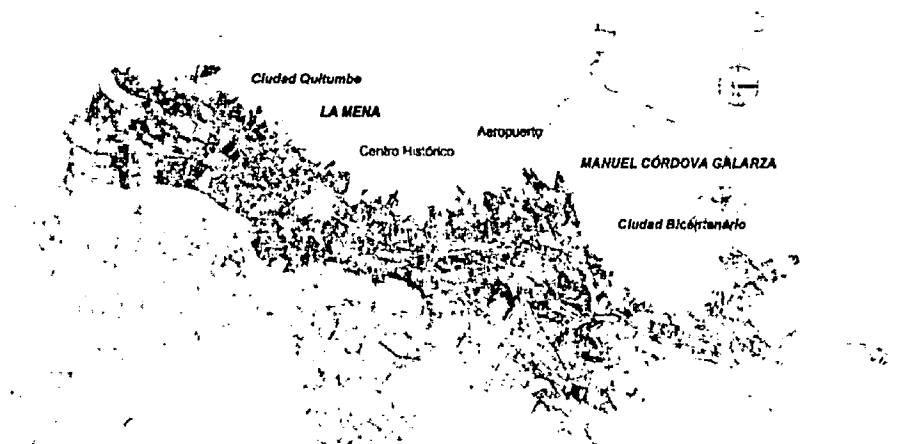 Ciudad Quitumbe
LA MENA
Aeropuerto
Centro Histórico
MANUEL CÓRDOVA GALARZA
Ciudad Bicentenario